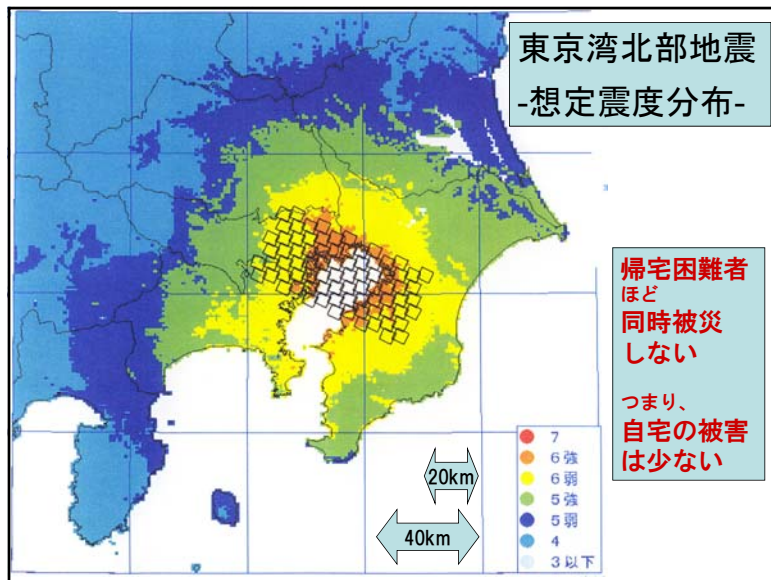 東京湾北部地震
-想定震度分布-
帰宅困難者
ほど
同時被災
しない
つまり、
自宅の被害
は少ない
7
6強
6弱
5強
5弱
4
3以下
20km
40km